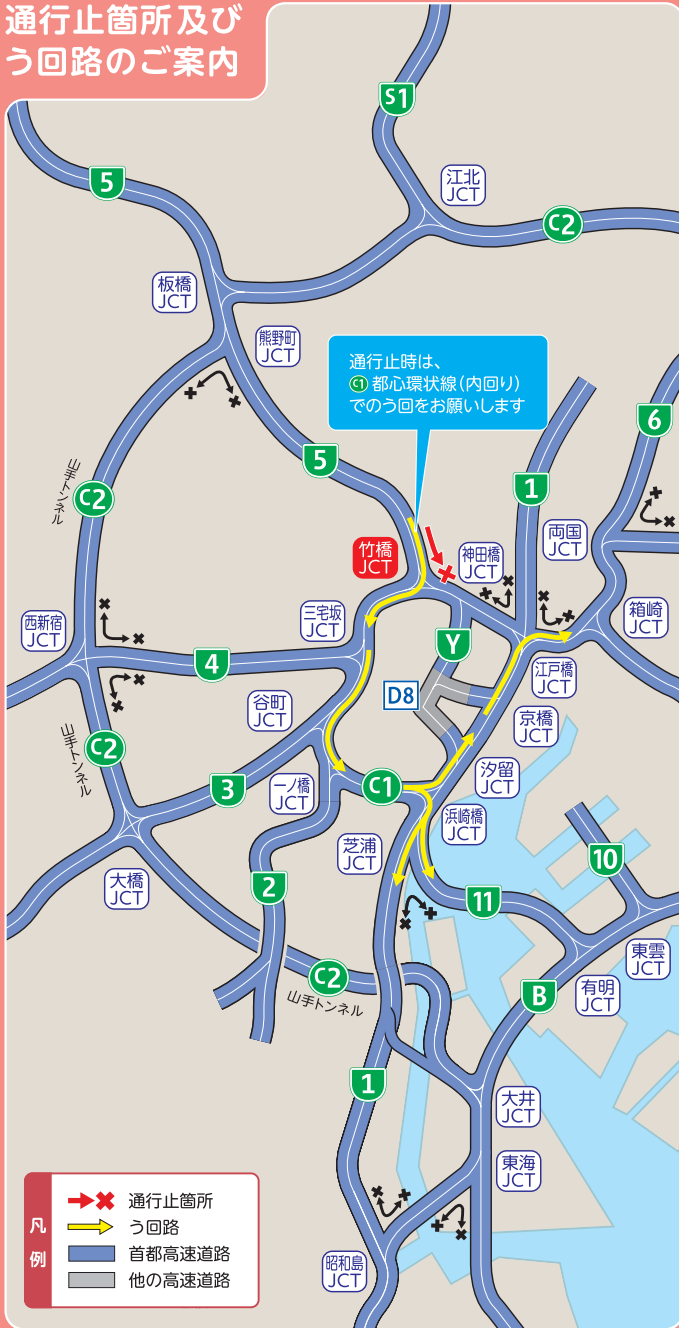 通行止箇所及び
う回路のご案内
S1
5
江北
JCT
C2
板橋
JCT
熊野町
JCT
通行止時は、
C1 都心環状線(内回り)
でのう回をお願いします
6
5
1
山手トンネル
C2
両国
JCT
竹橋
JCT
神田橋
JCT
箱崎
JCT
西新宿
JCT
三宅坂
JCT
Y
4
江戸橋
JCT
D8
谷町
JCT
京橋
JCT
山手トンネル
C2
汐留
JCT
3
一ノ橋
JCT
C1
浜崎橋
JCT
芝浦
JCT
10
大橋
JCT
2
11
東雲
JCT
C2
山手トンネル
有明
JCT
B
1
大井
JCT
東海
JCT
昭和島
JCT
凡例
通行止箇所
う回路
首都高速道路
他の高速道路